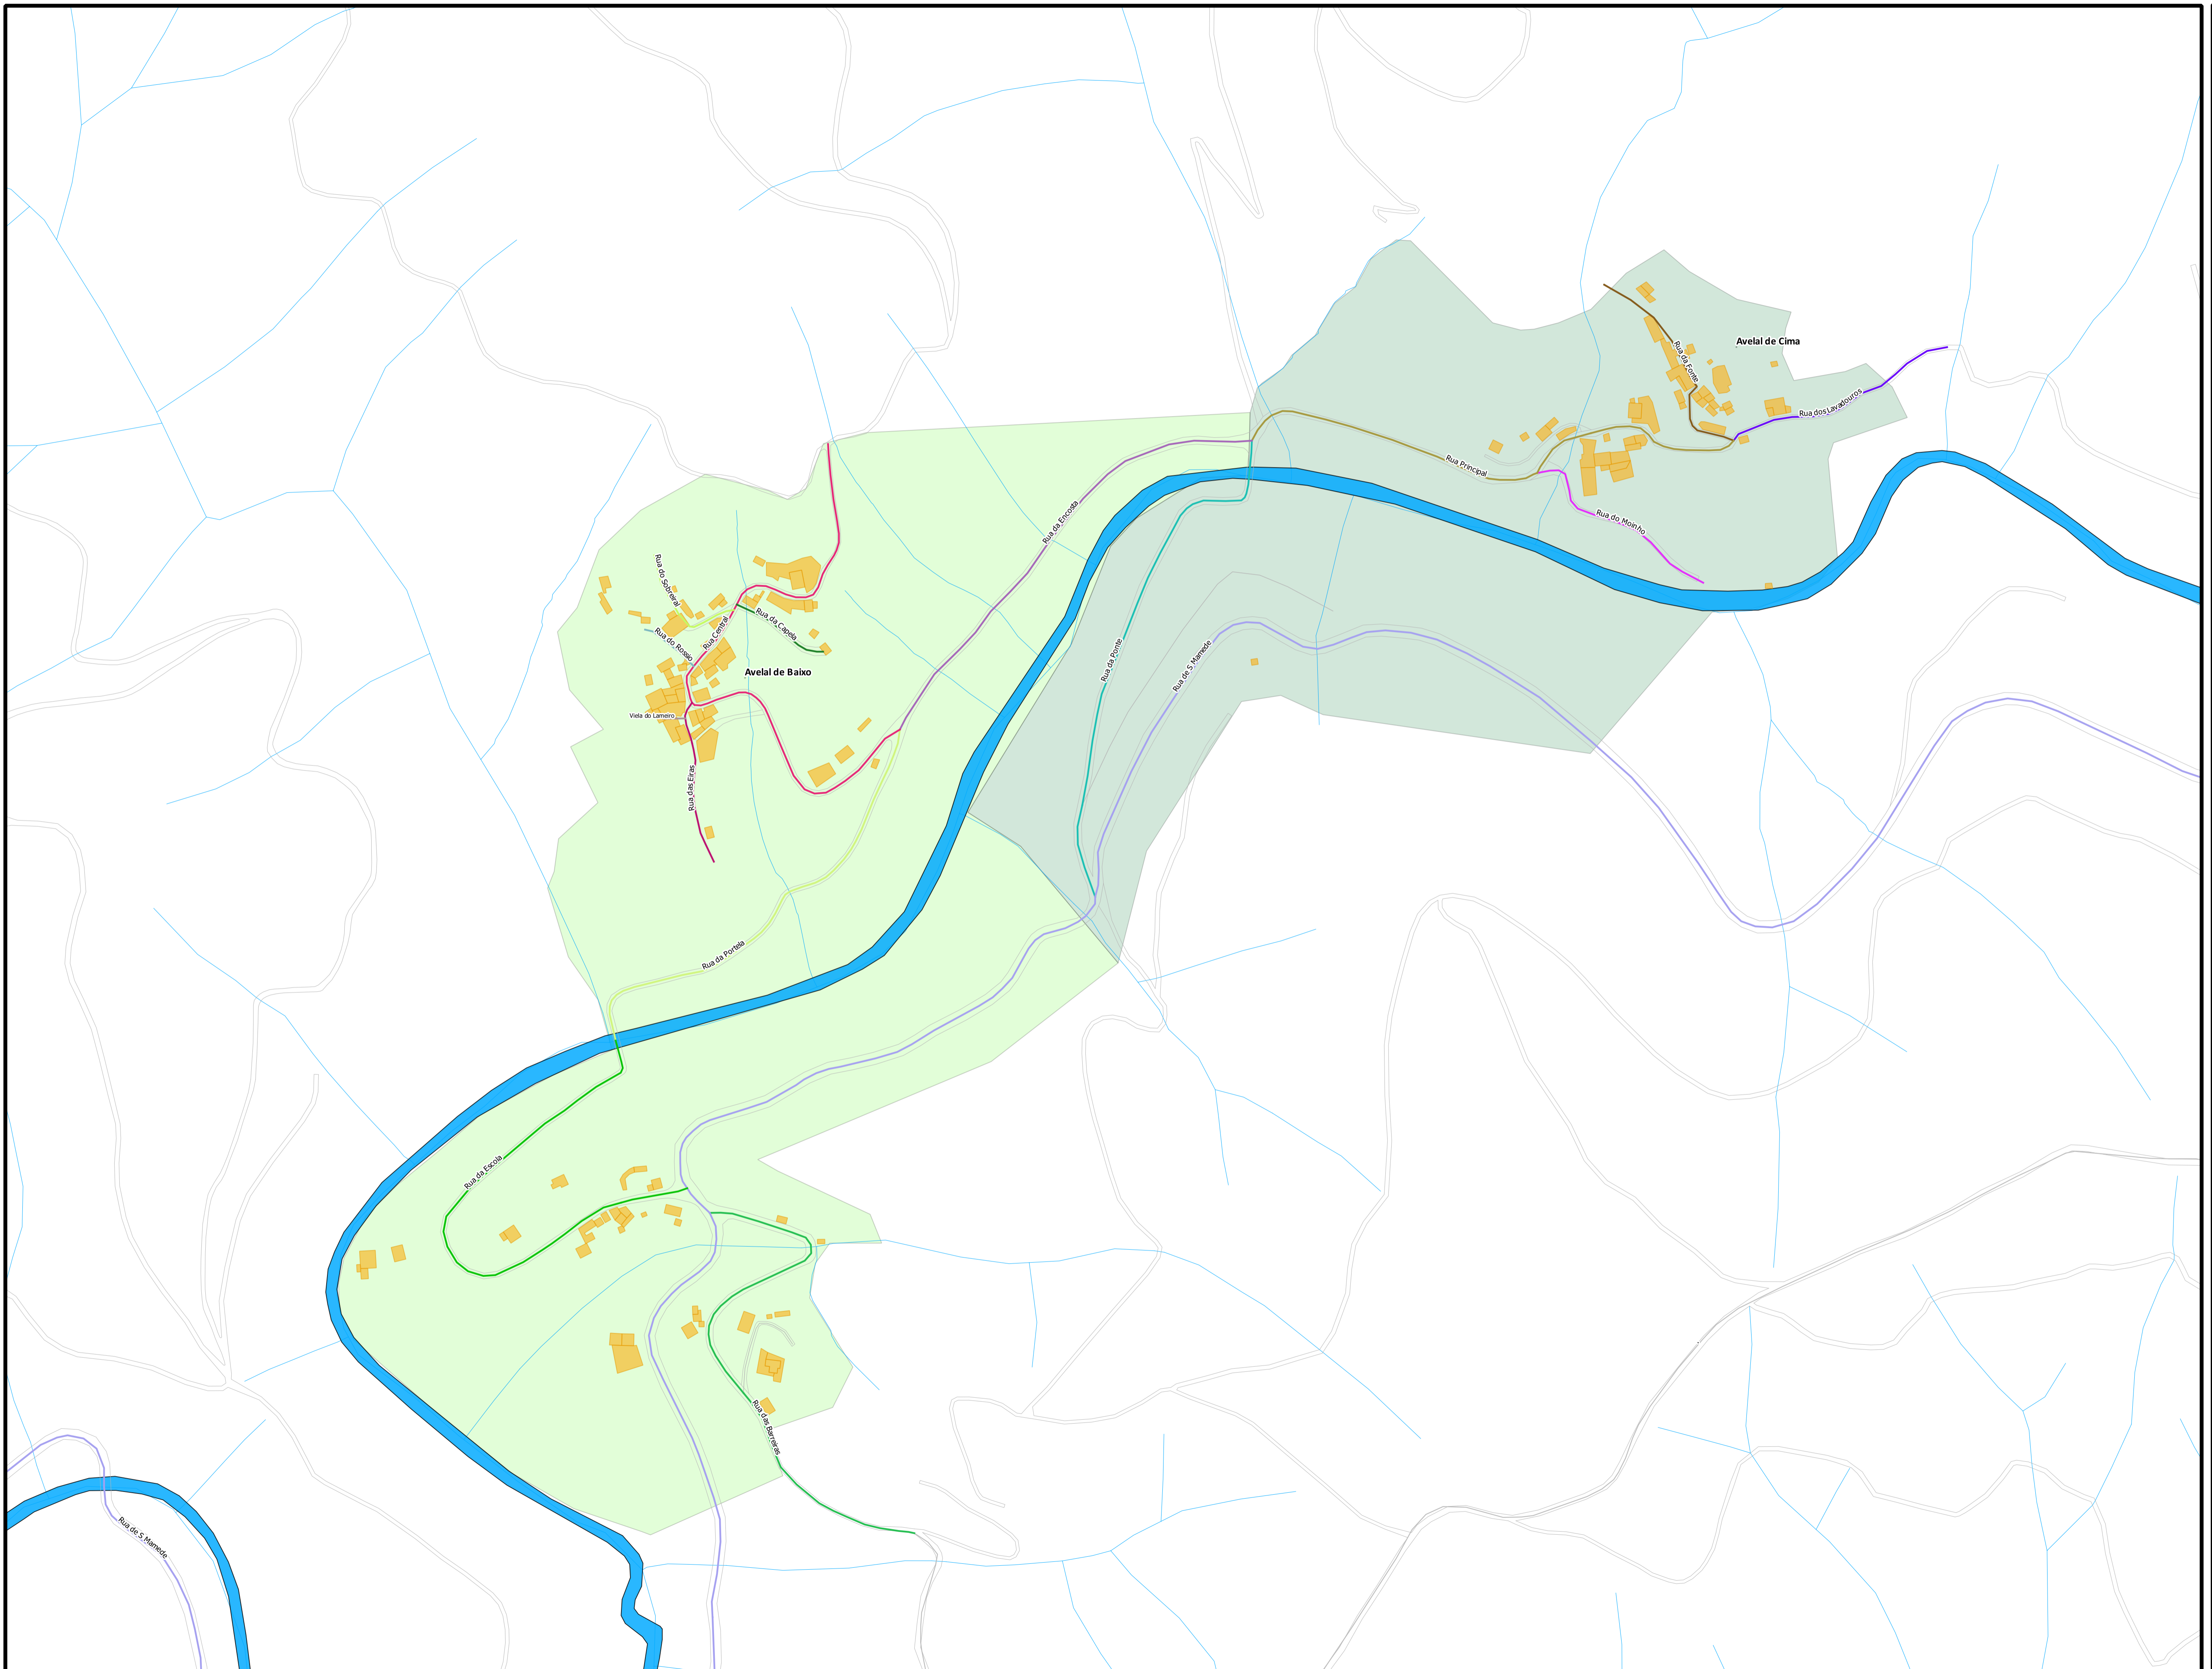 Avelal de Cima
Rua da Fonte
Rua dos Lavadouros
Rua Principal
Rua do Moinho
Rua da Encosta
Rua do Sobreiral
Rua da Capela
Rua Central
Rua do Rossio
Rua da Ponte
Rua de S. Mamede
Avelal de Baixo
Viela do Lameiro
Rua das Eiras
Rua da Portela
Rua da Escola
Rua das Barreiras
Rua de S. Mamede